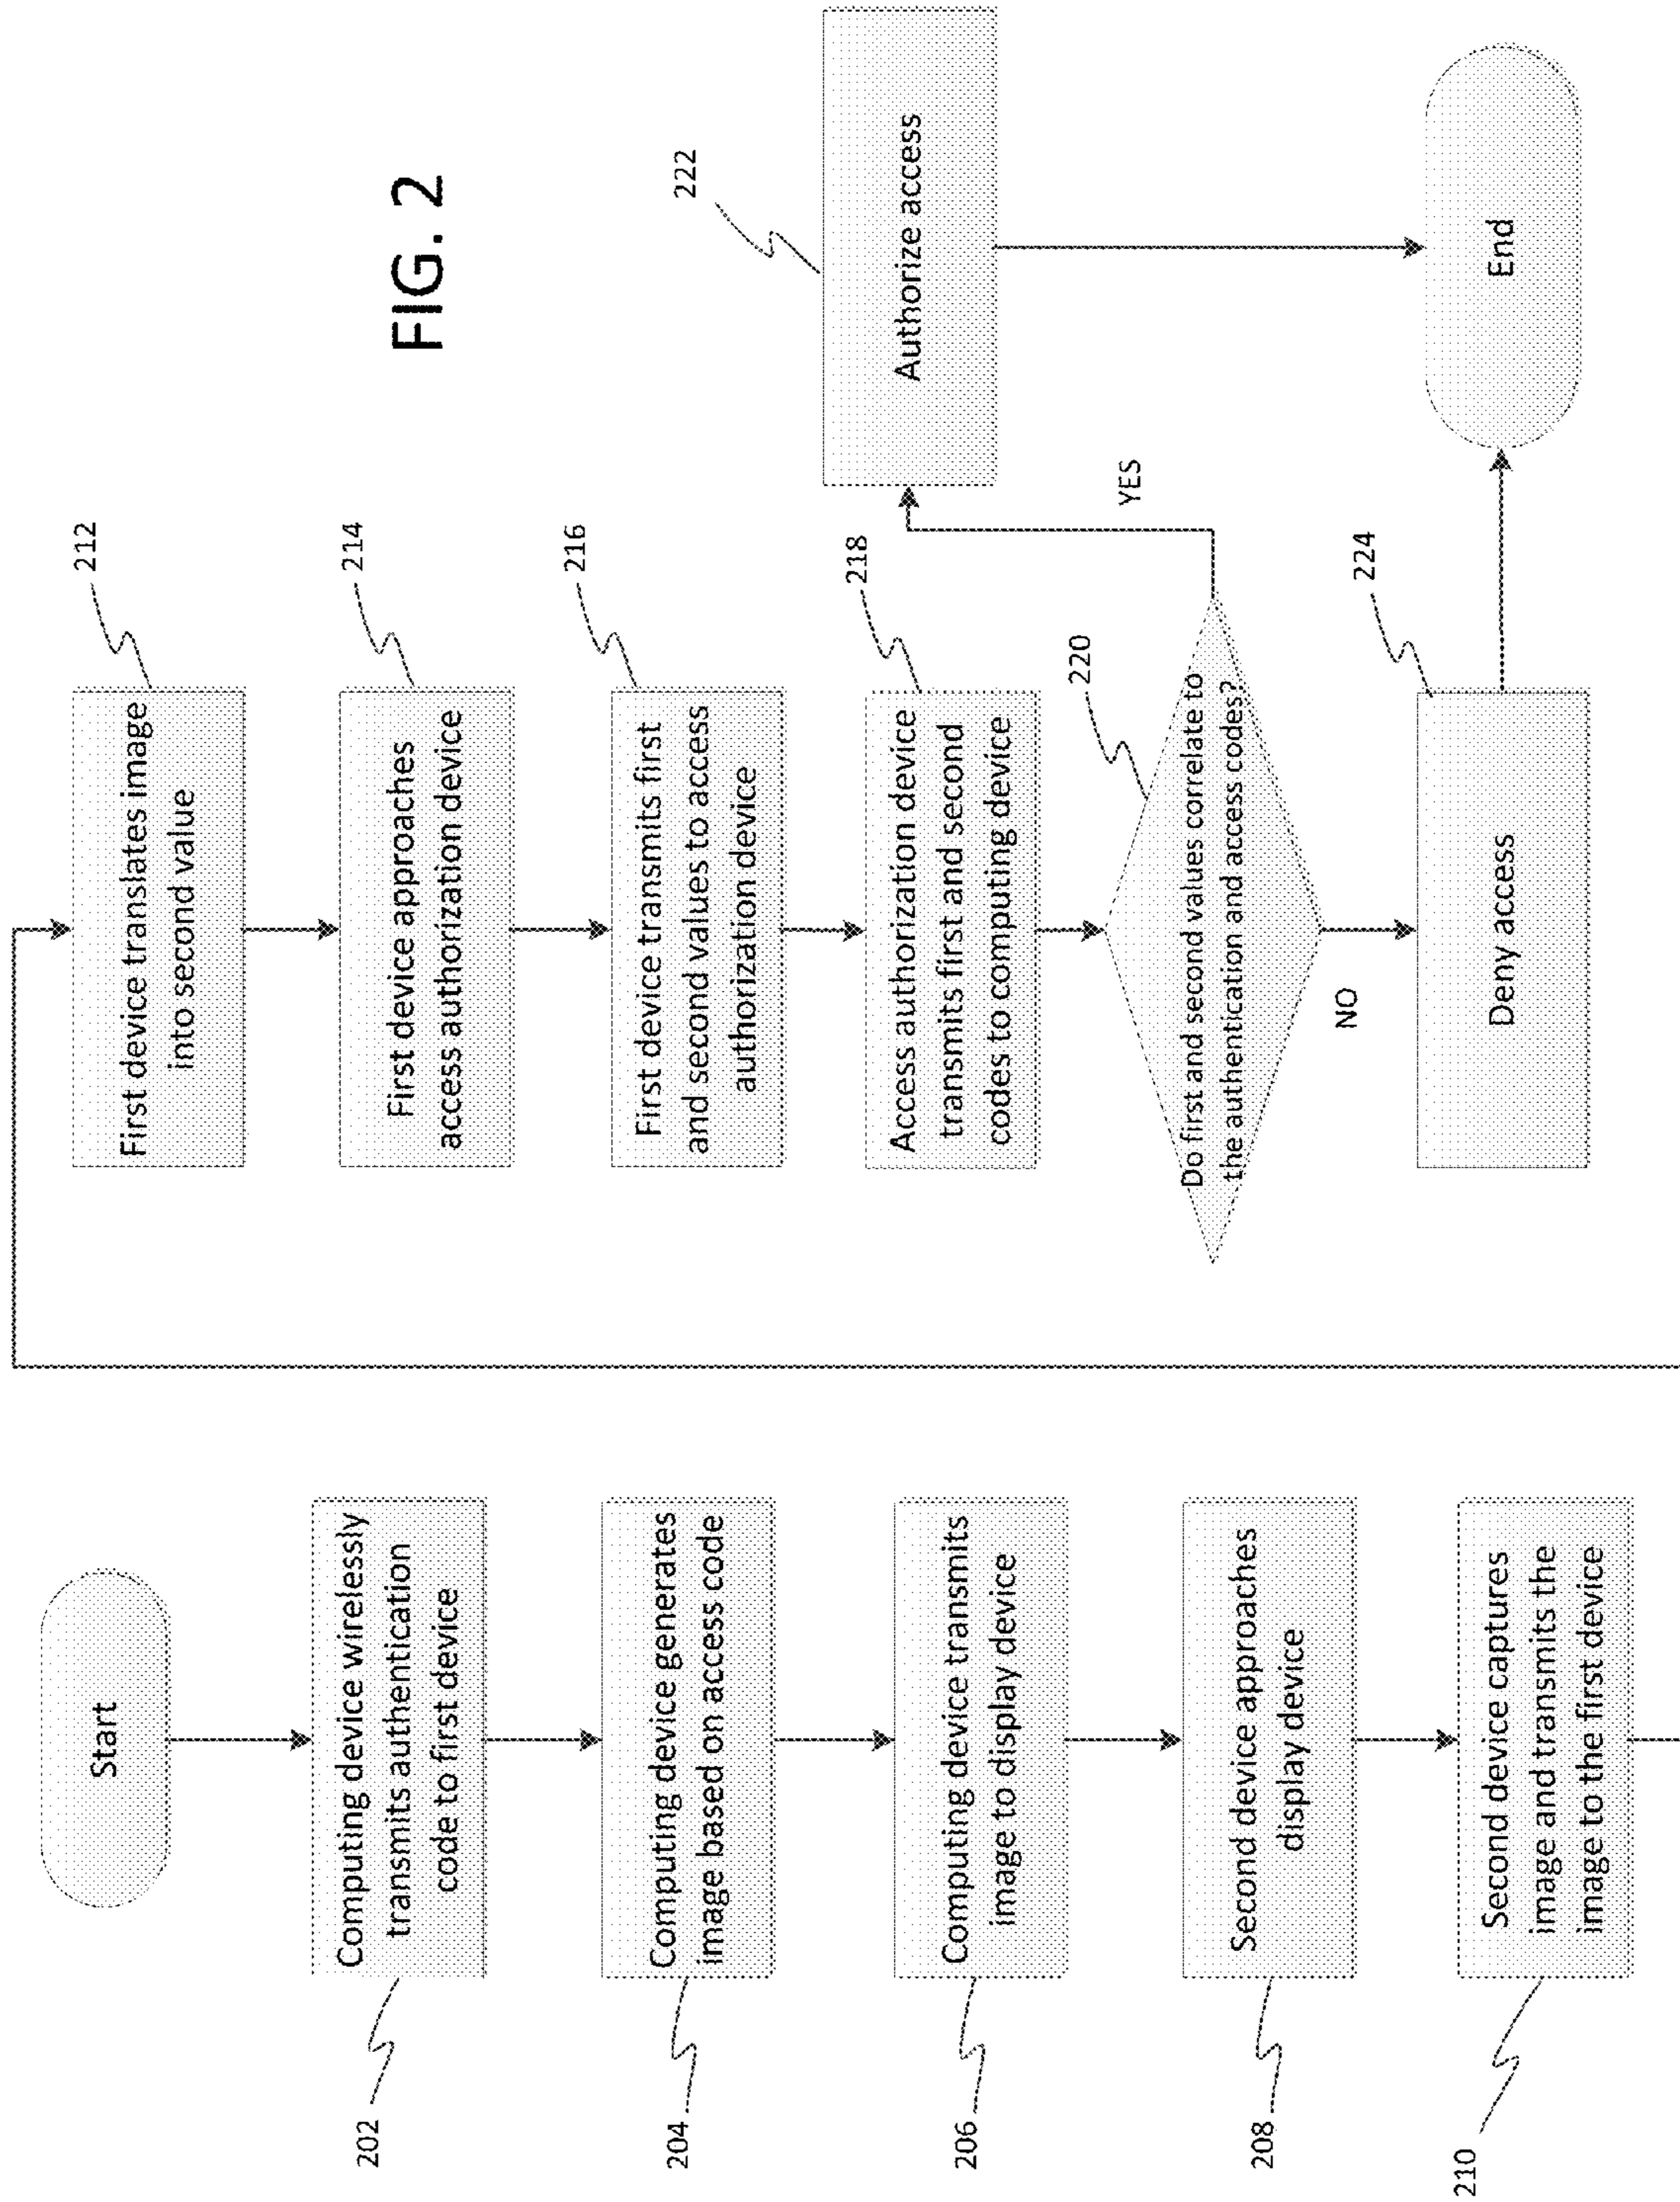 Start
202
Computing device wirelessly
transmits authentication
code to first device
204
Computing device generates
image based on access code
206
Computing device transmits
image to display device
208
Second device approaches
display device
210
Second device captures
image and transmits the
image to the first device
212
First device translates image
into second value
214
First device approaches
access authorization device
216
First device transmits first
and second values to access
authorization device
218
Access authorization device
transmits first and second
codes to computing device
220
Do first and second values correlate to
the authentication and access codes?
YES
NO
222
Authorize access
224
Deny access
End
FIG. 2